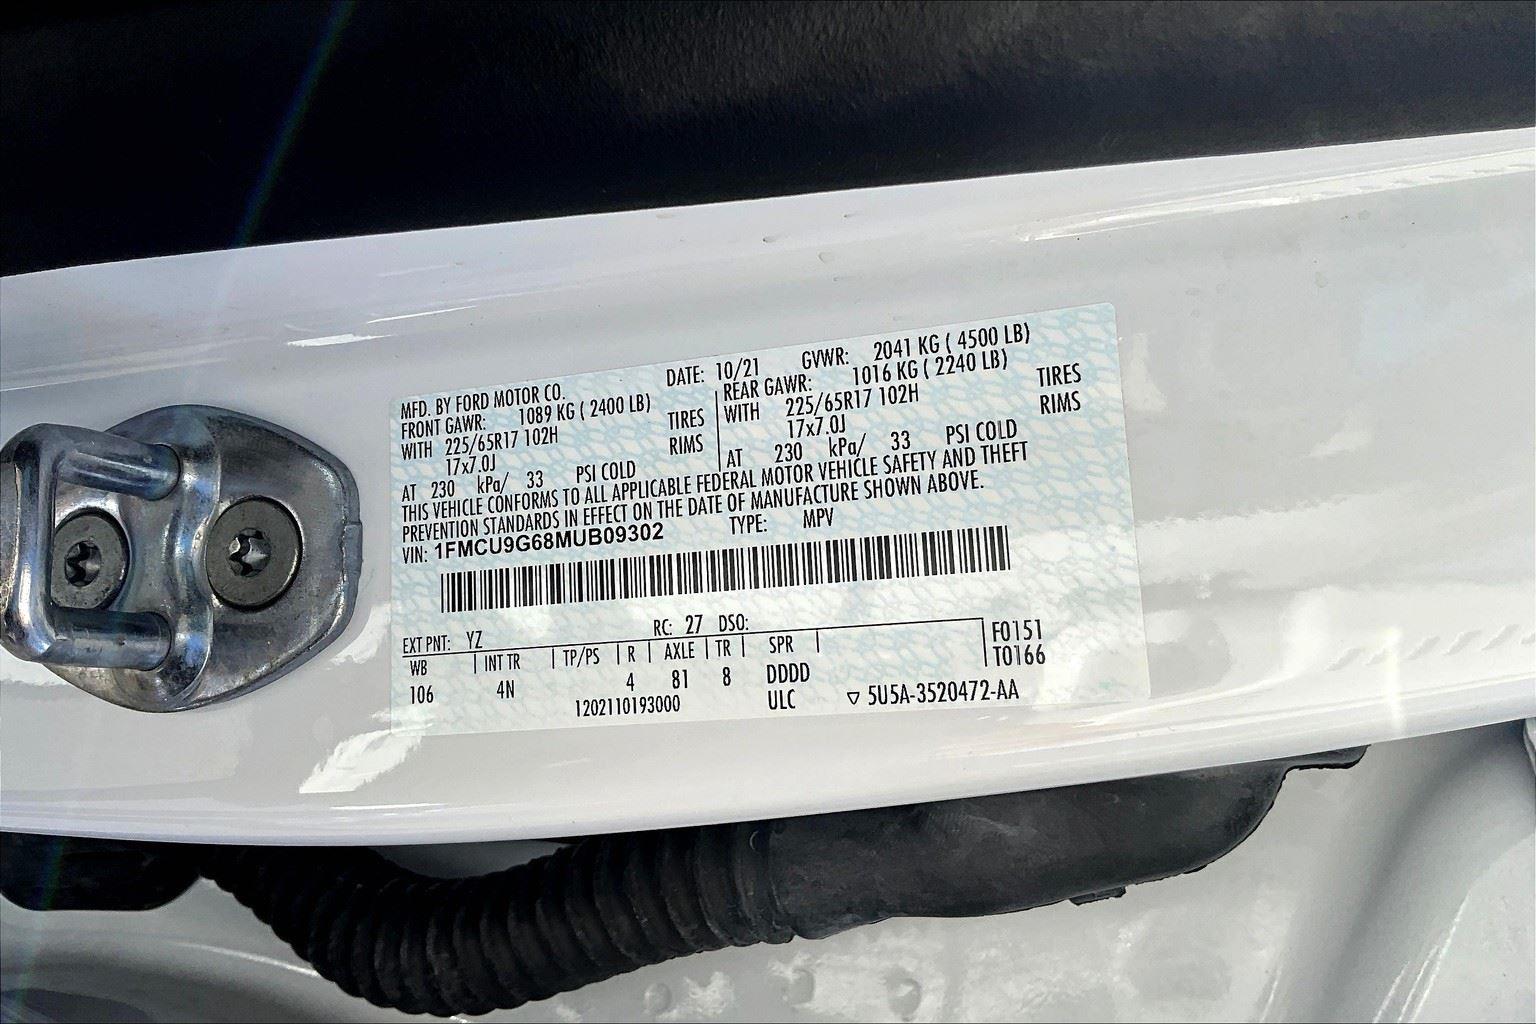 MFD. BY FORD MOTOR CO. DATE: 10/21 GVWR: 2041 KG ( 4500 LB)
FRONT GAWR: 1089 KG ( 2400 LB) REAR GAWR: 1016 KG ( 2240 LB)
WITH 225/65R17 102H TIRES WITH 225/65R17 102H TIRES
17x7.0J RIMS 17x7.0J RIMS
AT 230 kPa/ 33 PSI COLD AT 230 kPa/ 33 PSI COLD
THIS VEHICLE CONFORMS TO ALL APPLICABLE FEDERAL MOTOR VEHICLE SAFETY AND THEFT
PREVENTION STANDARDS IN EFFECT ON THE DATE OF MANUFACTURE SHOWN ABOVE.
VIN: 1FMCU9G68MUB09302 TYPE: MPV
EXT PNT: YZ RC: 27 DSO: F0151
WB INT TR TP/PS R AXLE TR SPR T0166
106 4N 4 81 8 DDDD
1202110193000 ULC ▽ 5U5A-3520472-AA